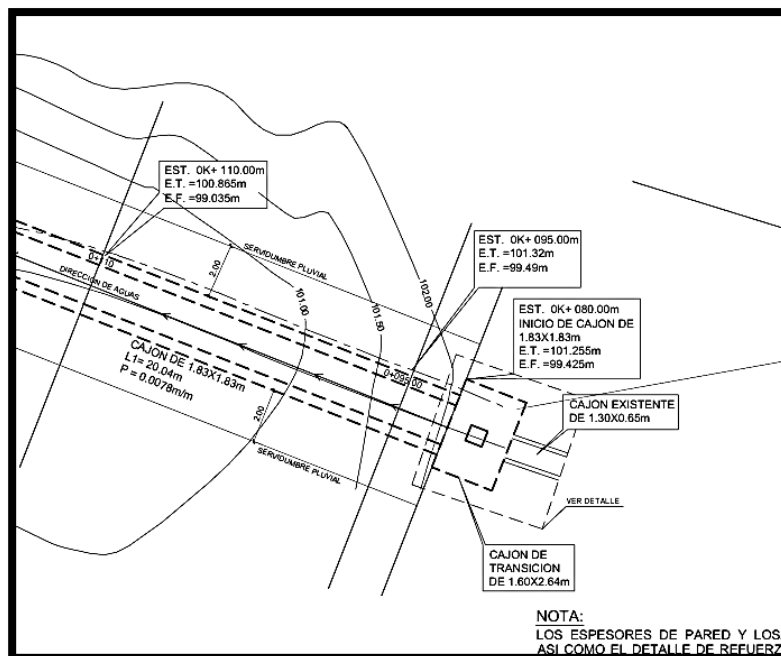 EST. 0K+ 110.00m
E.T. =100.865m
E.F. =99.035m
SERVIDUMBRE PLUVIAL
2.00
DIRECCION DE AGUAS
101.00
101.50
102.00
EST. 0K+ 095.00m
E.T. =101.32m
E.F. =99.49m
EST. 0K+ 080.00m
INICIO DE CAJON DE
1.83X1.83m
E.T. =101.255m
E.F. =99.425m
CAJON DE 1.83X1.83m
L1= 20.04m
P = 0.0078m/m
0+095.00
CAJON EXISTENTE
DE 1.30X0.65m
2.00
SERVIDUMBRE PLUVIAL
VER DETALLE
CAJON DE
TRANSICION
DE 1.60X2.64m
NOTA:
LOS ESPESORES DE PARED Y LOS
ASI COMO EL DETALLE DE REFUERZ